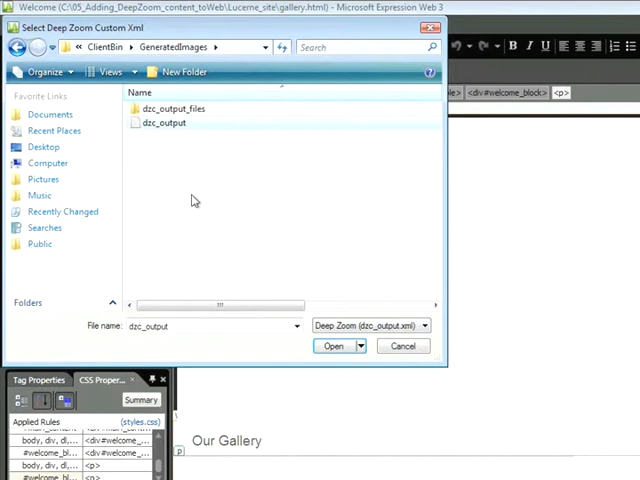 Welcome (C:\05_Adding_DeepZoom_content_toWeb\Lucerne_site\gallery.html) - Microsoft Expression Web 3
Select Deep Zoom Custom Xml
ClientBin
GeneratedImages
Search
B I U
Organize
Views
New Folder
?
Favorite Links
Name
<div#welcome_block>
<p>
Documents
dzc_output_files
Recent Places
dzc_output
Desktop
Computer
Pictures
Music
Recently Changed
Searches
Public
Folders
File name:
dzc_output
Deep Zoom (dzc_output.xml)
Open
Cancel
Tag Properties
CSS Proper...
Summary
Applied Rules
(styles.css)
body, div, dl,...
<div#welcome_...
#welcome_bl...
<div#welcome_...
body, div, dl,...
<p>
#welcome_bl...
<p>
p
Our Gallery